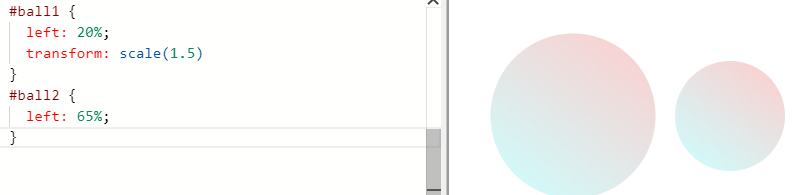 #ball1 {
left: 20%;
transform: scale(1.5)
}
#ball2 {
left: 65%;
}